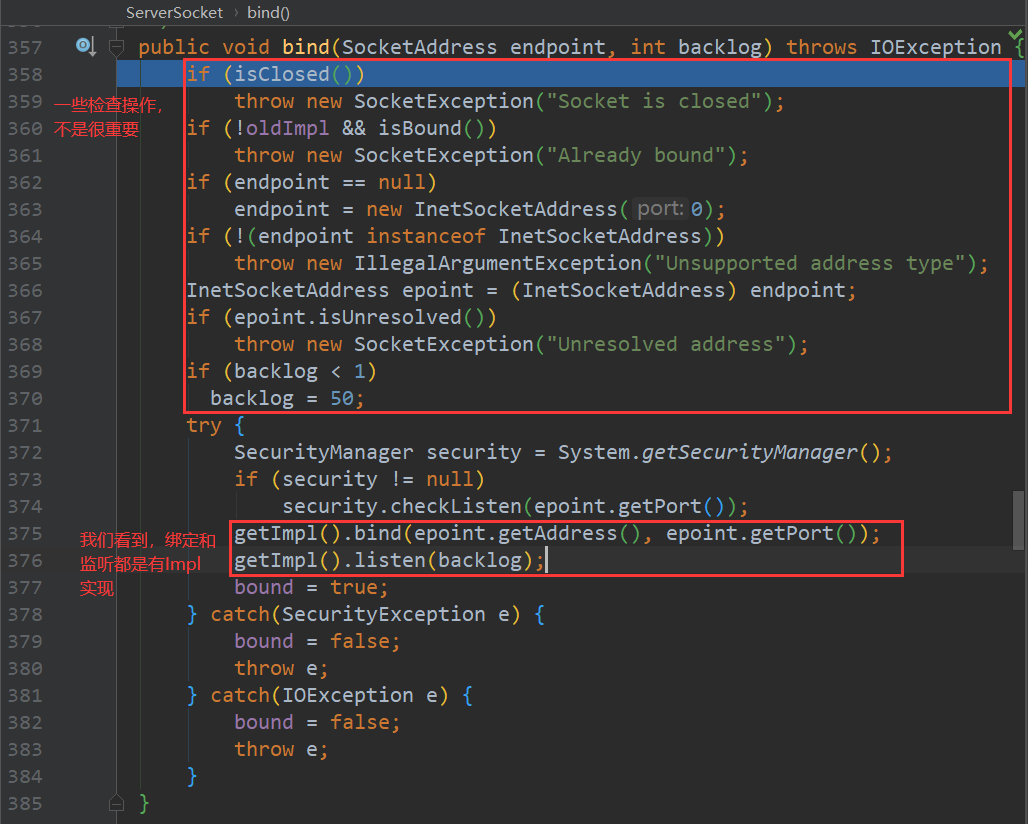 ServerSocket › bind()
357 public void bind(SocketAddress endpoint, int backlog) throws IOException {
358 if (isClosed())
359 throw new SocketException("Socket is closed");
一些检查操作，
不是很重要
360 if (!oldImpl && isBound())
361 throw new SocketException("Already bound");
362 if (endpoint == null)
363 endpoint = new InetSocketAddress( port: 0);
364 if (!(endpoint instanceof InetSocketAddress))
365 throw new IllegalArgumentException("Unsupported address type");
366 InetSocketAddress epoint = (InetSocketAddress) endpoint;
367 if (epoint.isUnresolved())
368 throw new SocketException("Unresolved address");
369 if (backlog < 1)
370 backlog = 50;
371 try {
372 SecurityManager security = System.getSecurityManager();
373 if (security != null)
374 security.checkListen(epoint.getPort());
375 getImpl().bind(epoint.getAddress(), epoint.getPort());
376 getImpl().listen(backlog);
我们看到，绑定和
监听都是有Impl
实现
377 bound = true;
378 } catch(SecurityException e) {
379 bound = false;
380 throw e;
381 } catch(IOException e) {
382 bound = false;
383 throw e;
384 }
385 }